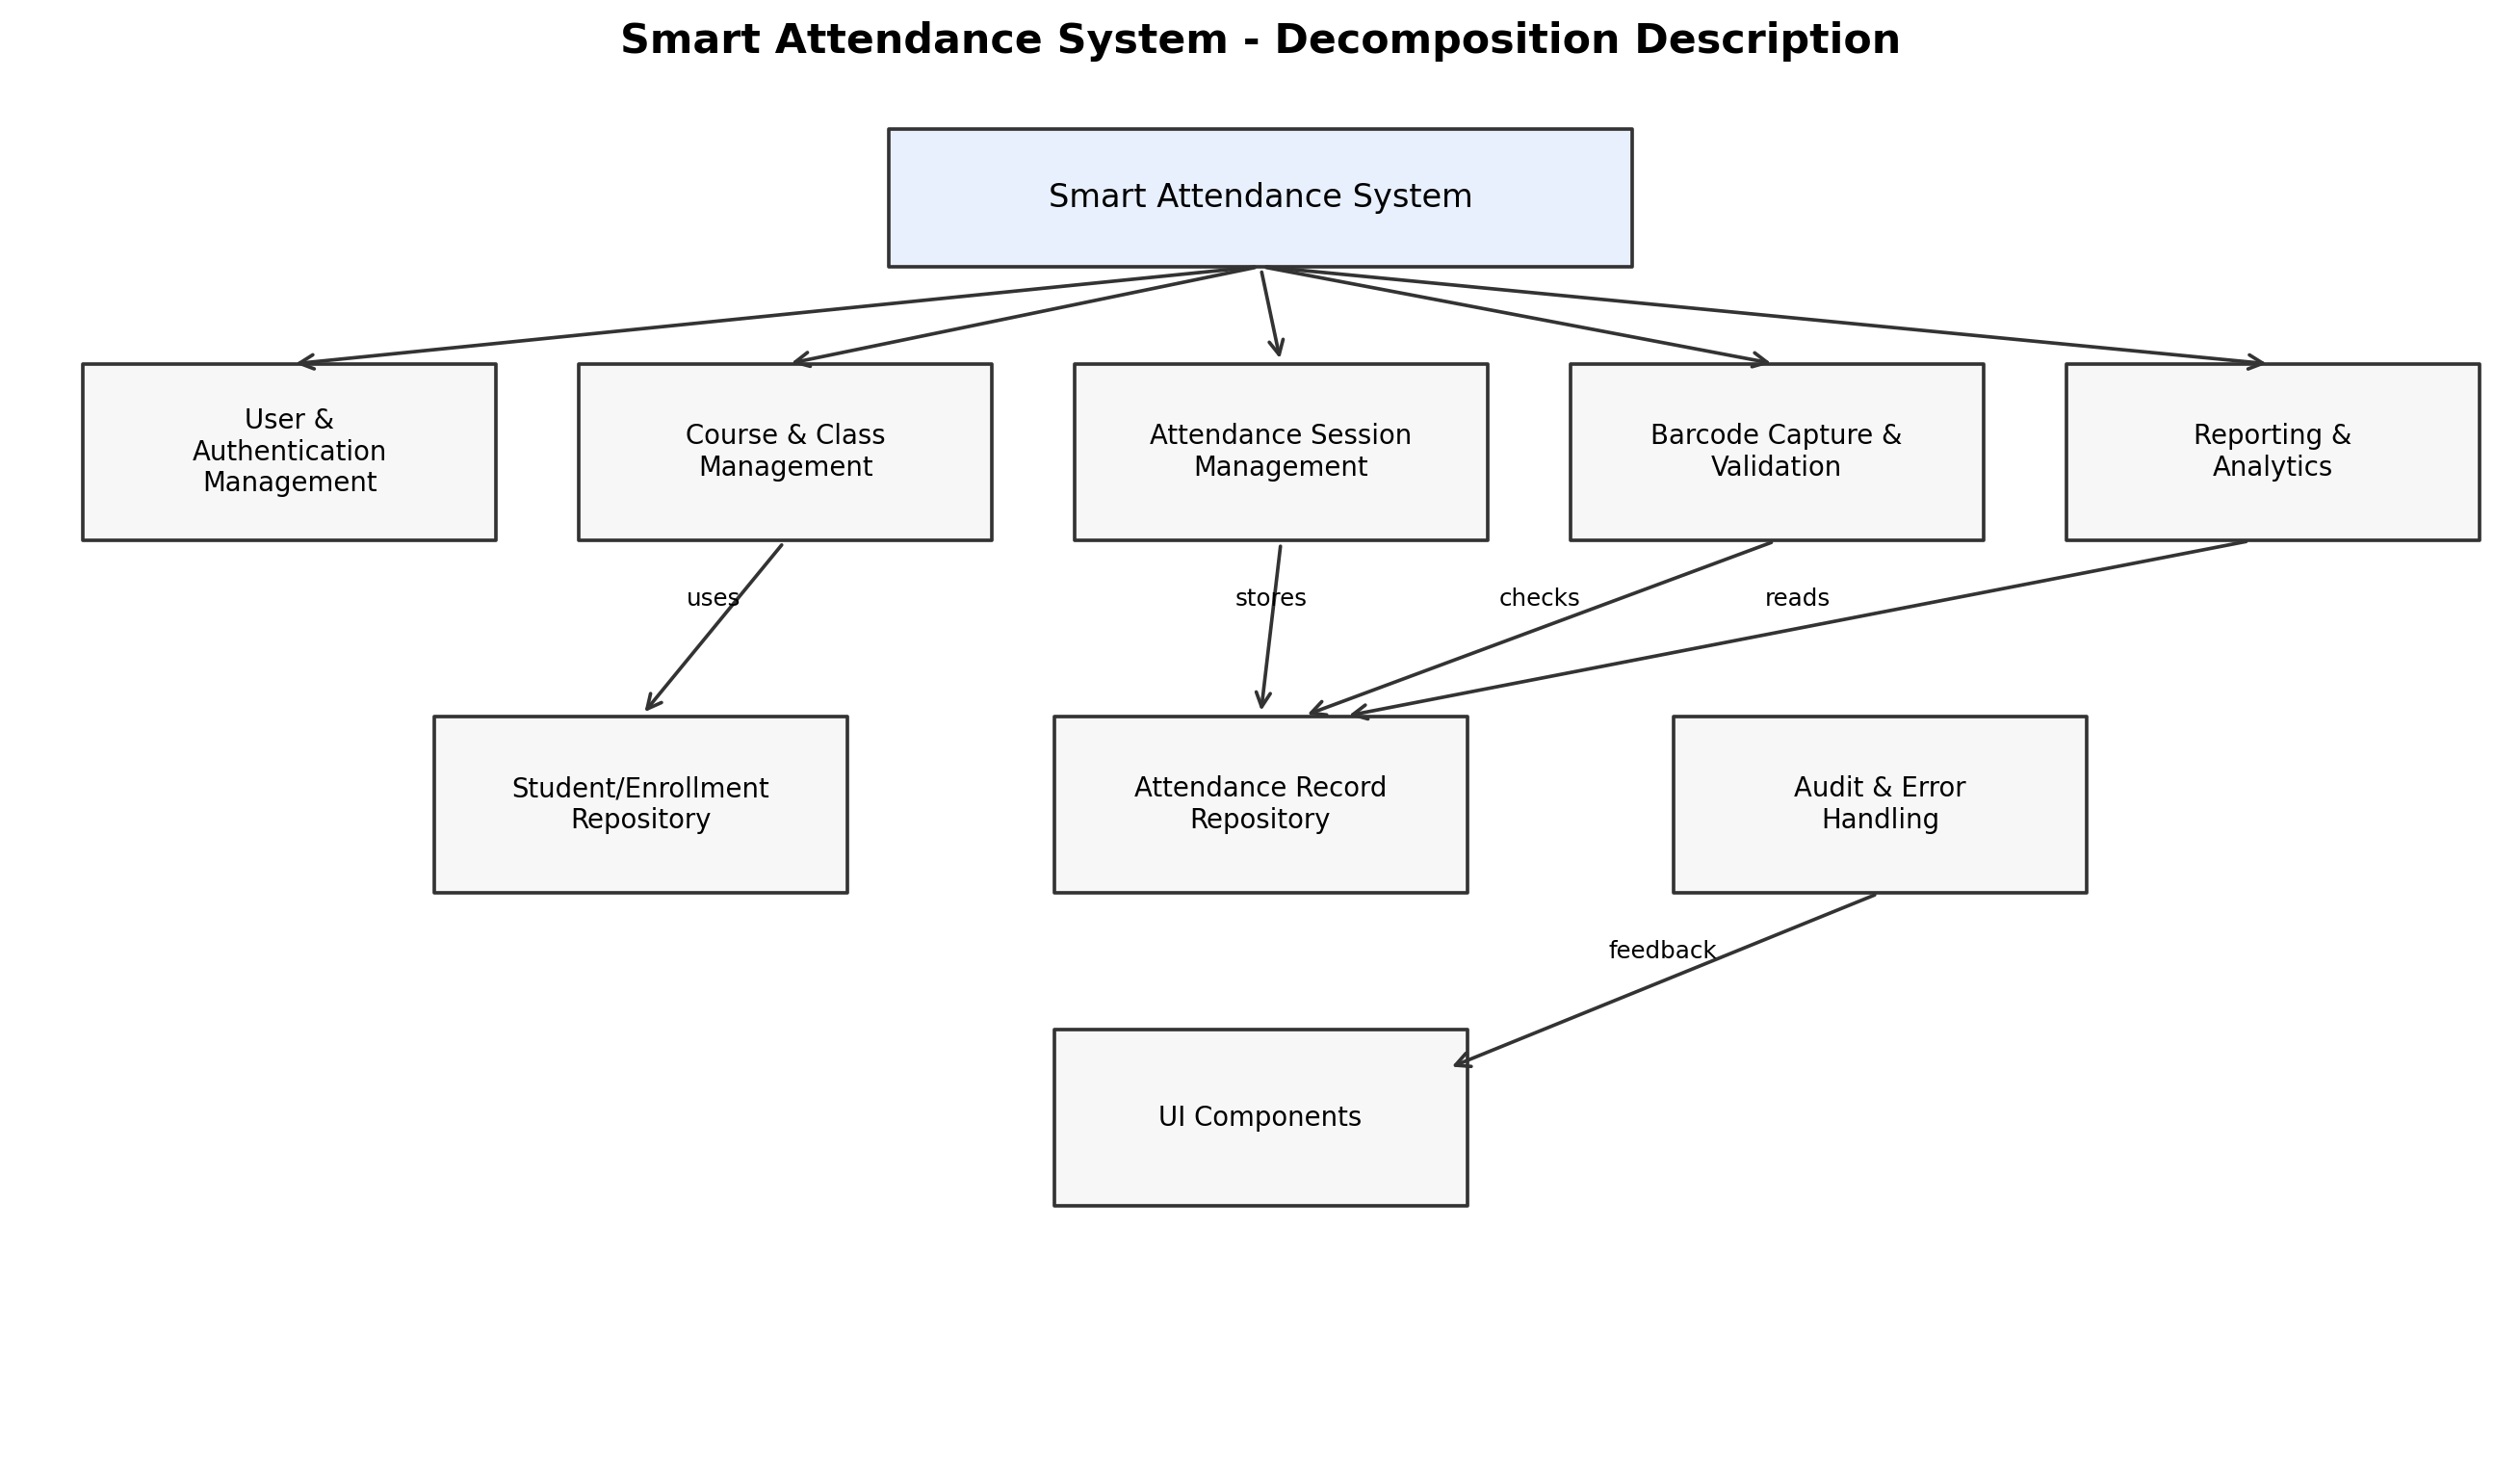 Smart Attendance System - Decomposition Description
Smart Attendance System
User &
Authentication
Management
Course & Class
Management
Attendance Session
Management
Barcode Capture &
Validation
Reporting &
Analytics
uses
stores
checks
reads
Student/Enrollment
Repository
Attendance Record
Repository
Audit & Error
Handling
feedback
UI Components